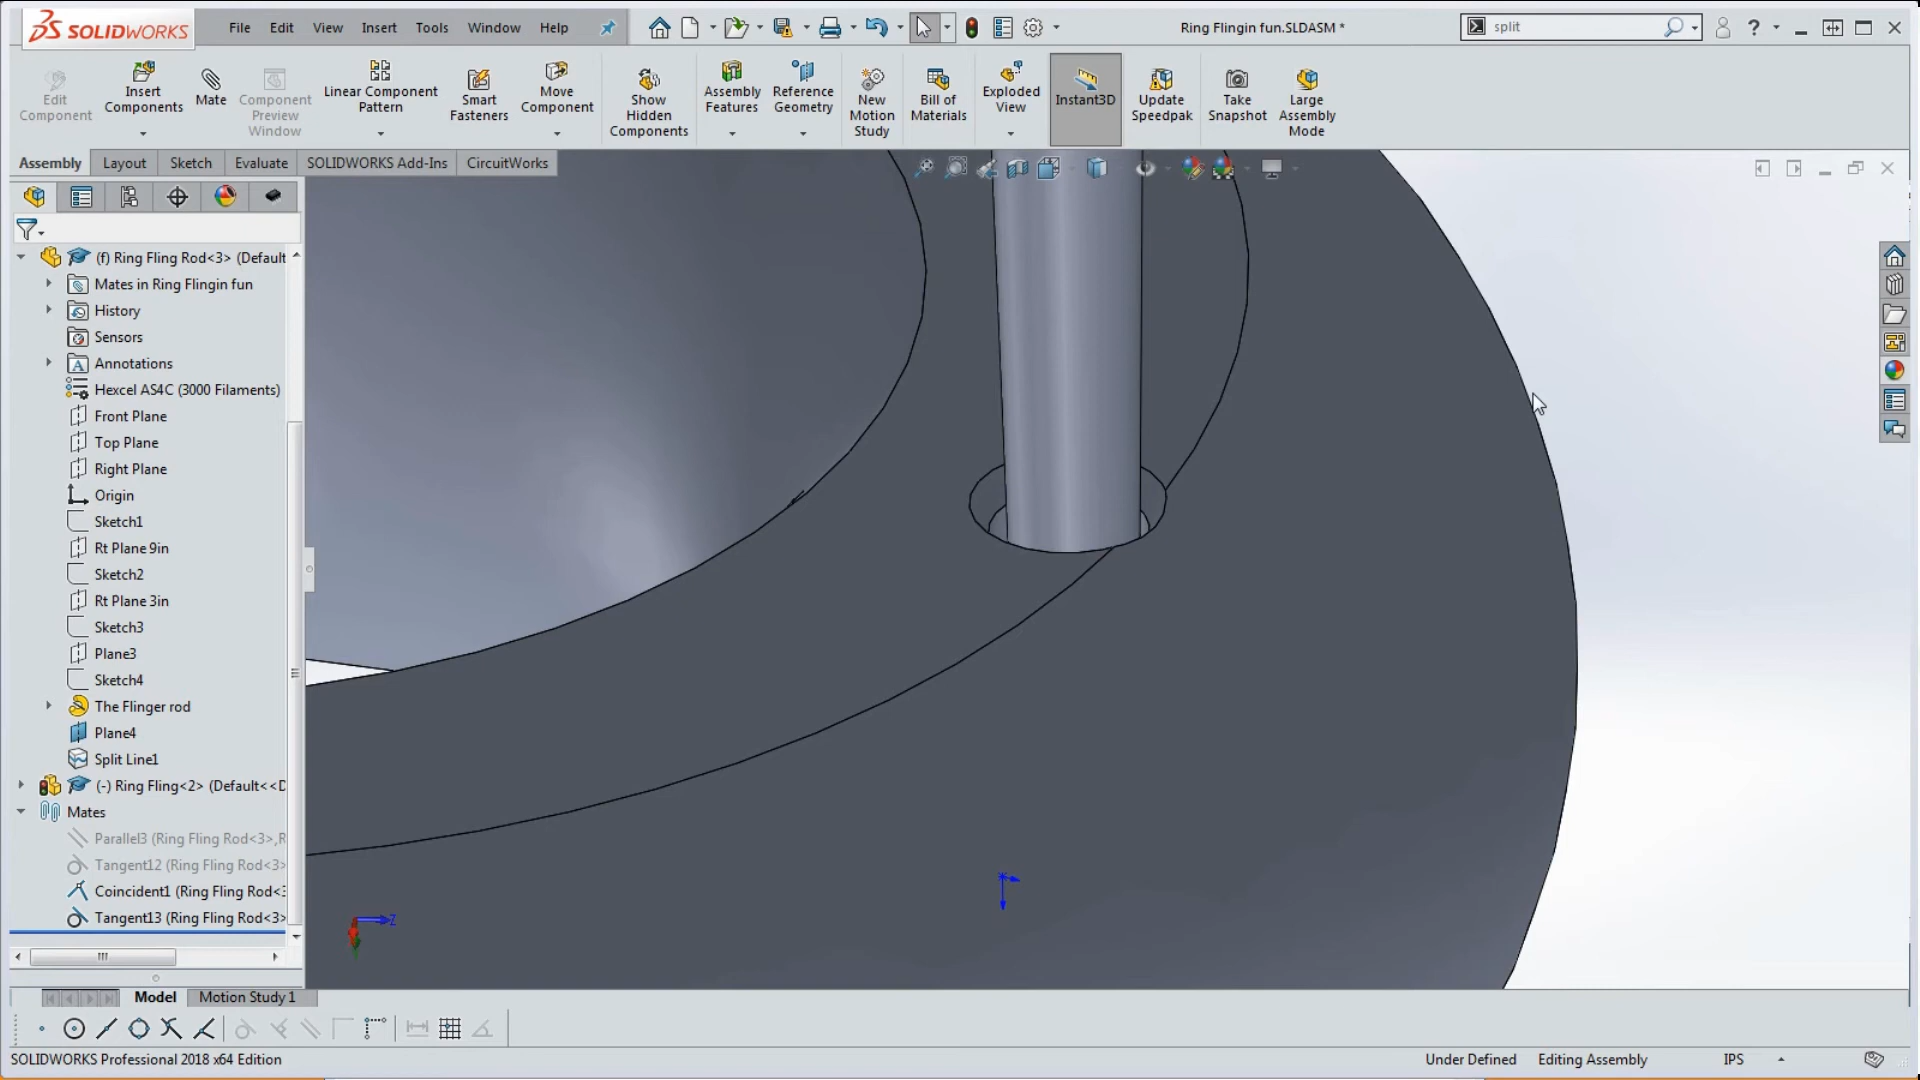 SOLIDWORKS File Edit View Insert Tools Window Help Ring Flingin fun.SLDASM * split ?
Edit Component
Insert Components
Mate
Component Preview Window
Linear Component Pattern
Smart Fasteners
Move Component
Show Hidden Components
Assembly Features
Reference Geometry
New Motion Study
Bill of Materials
Exploded View
Instant3D
Update Speedpak
Take Snapshot
Large Assembly Mode
Assembly Layout Sketch Evaluate SOLIDWORKS Add-Ins CircuitWorks
(f) Ring Fling Rod<3> (Default
Mates in Ring Flingin fun
History
Sensors
Annotations
Hexcel AS4C (3000 Filaments)
Front Plane
Top Plane
Right Plane
Origin
Sketch1
Rt Plane 9in
Sketch2
Rt Plane 3in
Sketch3
Plane3
Sketch4
The Flinger rod
Plane4
Split Line1
(-) Ring Fling<2> (Default<<D
Mates
Parallel3 (Ring Fling Rod<3>,R
Tangent12 (Ring Fling Rod<3>
Coincident1 (Ring Fling Rod<3
Tangent13 (Ring Fling Rod<3>
Z
Model Motion Study 1
SOLIDWORKS Professional 2018 x64 Edition Under Defined Editing Assembly IPS